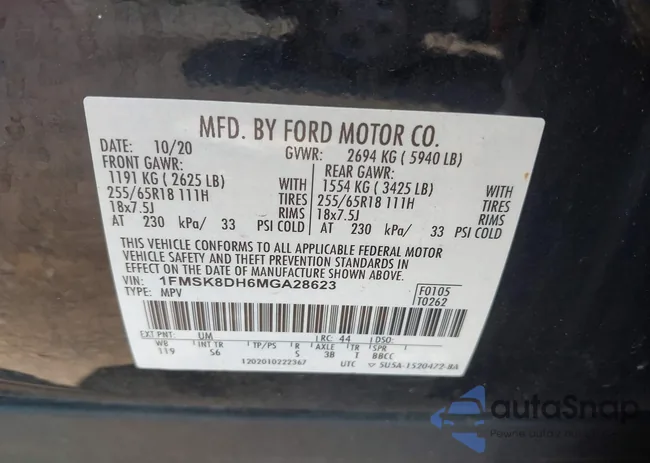 MFD. BY FORD MOTOR CO.
DATE: 10/20 GVWR: 2694 KG ( 5940 LB)
FRONT GAWR: REAR GAWR:
1191 KG ( 2625 LB) WITH 1554 KG ( 3425 LB) WITH
255/65R18 111H TIRES 255/65R18 111H TIRES
18x7.5J RIMS 18x7.5J RIMS
AT 230 kPa/ 33 PSI COLD AT 230 kPa/ 33 PSI COLD
THIS VEHICLE CONFORMS TO ALL APPLICABLE FEDERAL MOTOR
VEHICLE SAFETY AND THEFT PREVENTION STANDARDS IN
EFFECT ON THE DATE OF MANUFACTURE SHOWN ABOVE.
VIN: 1FMSK8DH6MGA28623 F0105
TYPE: MPV T0262
EXT PNT: UM RC: 44 DSO:
WB INT TR TP/PS R AXLE TR SPR
119 S6 S 3B T BBCC
1202010222367 UTC SU5A-1520472-BA
autoSnap